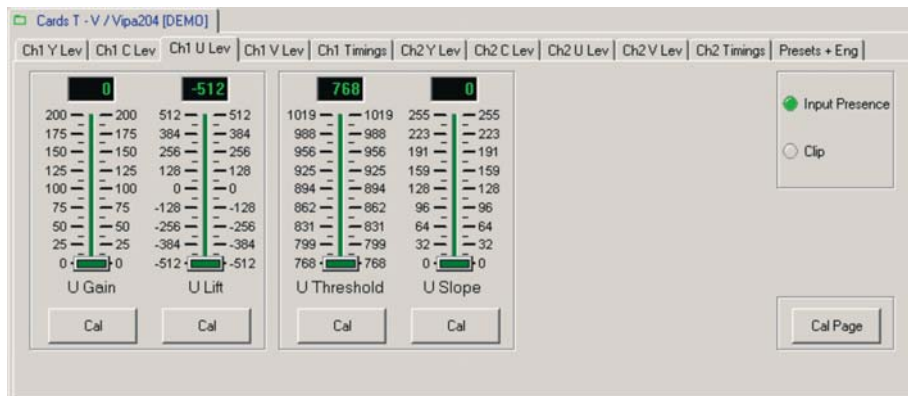 Cards T - V / Vipa204 [DEMO]
Ch1 Y Lev Ch1 C Lev Ch1 U Lev Ch1 V Lev Ch1 Timings Ch2 Y Lev Ch2 C Lev Ch2 U Lev Ch2 V Lev Ch2 Timings Presets + Eng
0 -512 768 0
200 200 512 512 1019 1019 255 255
175 175 384 384 988 988 223 223
150 150 256 256 956 956 191 191
125 125 128 128 925 925 159 159
100 100 0 0 894 894 128 128
75 75 -128 -128 862 862 96 96
50 50 -256 -256 831 831 64 64
25 25 -384 -384 799 799 32 32
0 0 -512 -512 768 768 0 0
U Gain U Lift U Threshold U Slope
Cal Cal Cal Cal
Input Presence
Clip
Cal Page